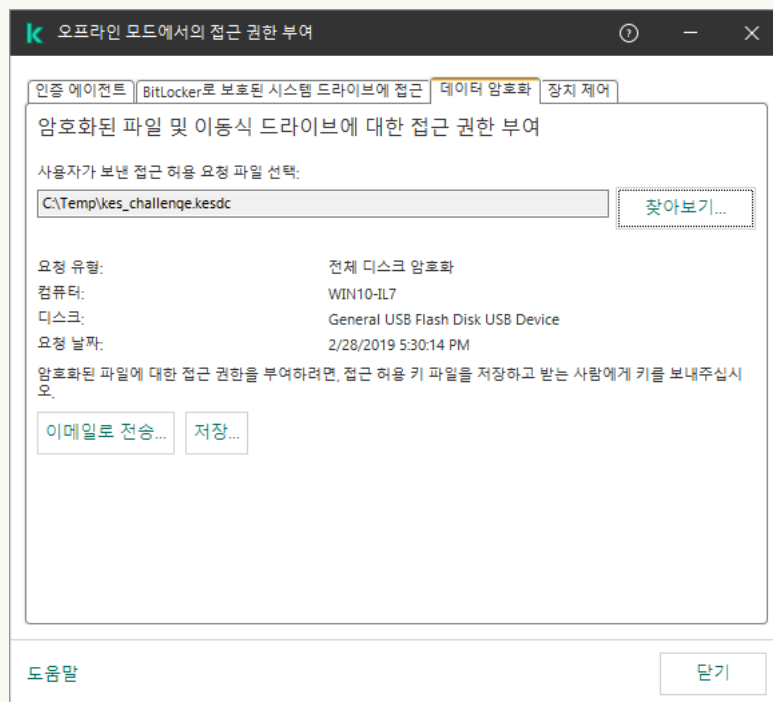 오프라인 모드에서의 접근 권한 부여
인증 에이전트 BitLocker로 보호된 시스템 드라이브에 접근 데이터 암호화 장치 제어
암호화된 파일 및 이동식 드라이브에 대한 접근 권한 부여
사용자가 보낸 접근 허용 요청 파일 선택:
C:\Temp\kes_challenge.kesdc 찾아보기...
요청 유형: 전체 디스크 암호화
컴퓨터: WIN10-IL7
디스크: General USB Flash Disk USB Device
요청 날짜: 2/28/2019 5:30:14 PM
암호화된 파일에 대한 접근 권한을 부여하려면, 접근 허용 키 파일을 저장하고 받는 사람에게 키를 보내주십시
오.
이메일로 전송... 저장...
도움말 닫기